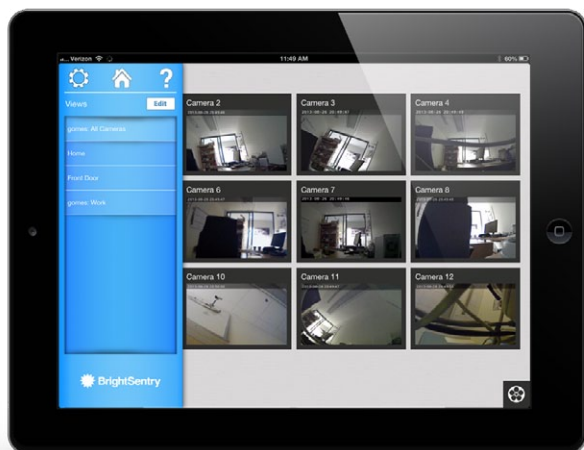 Verizon
11:49 AM
60%
?
Views
Edit
gomes: All Cameras
Home
Front Door
gomes: Work
BrightSentry
Camera 2
Camera 3
Camera 4
Camera 6
Camera 7
Camera 8
Camera 10
Camera 11
Camera 12